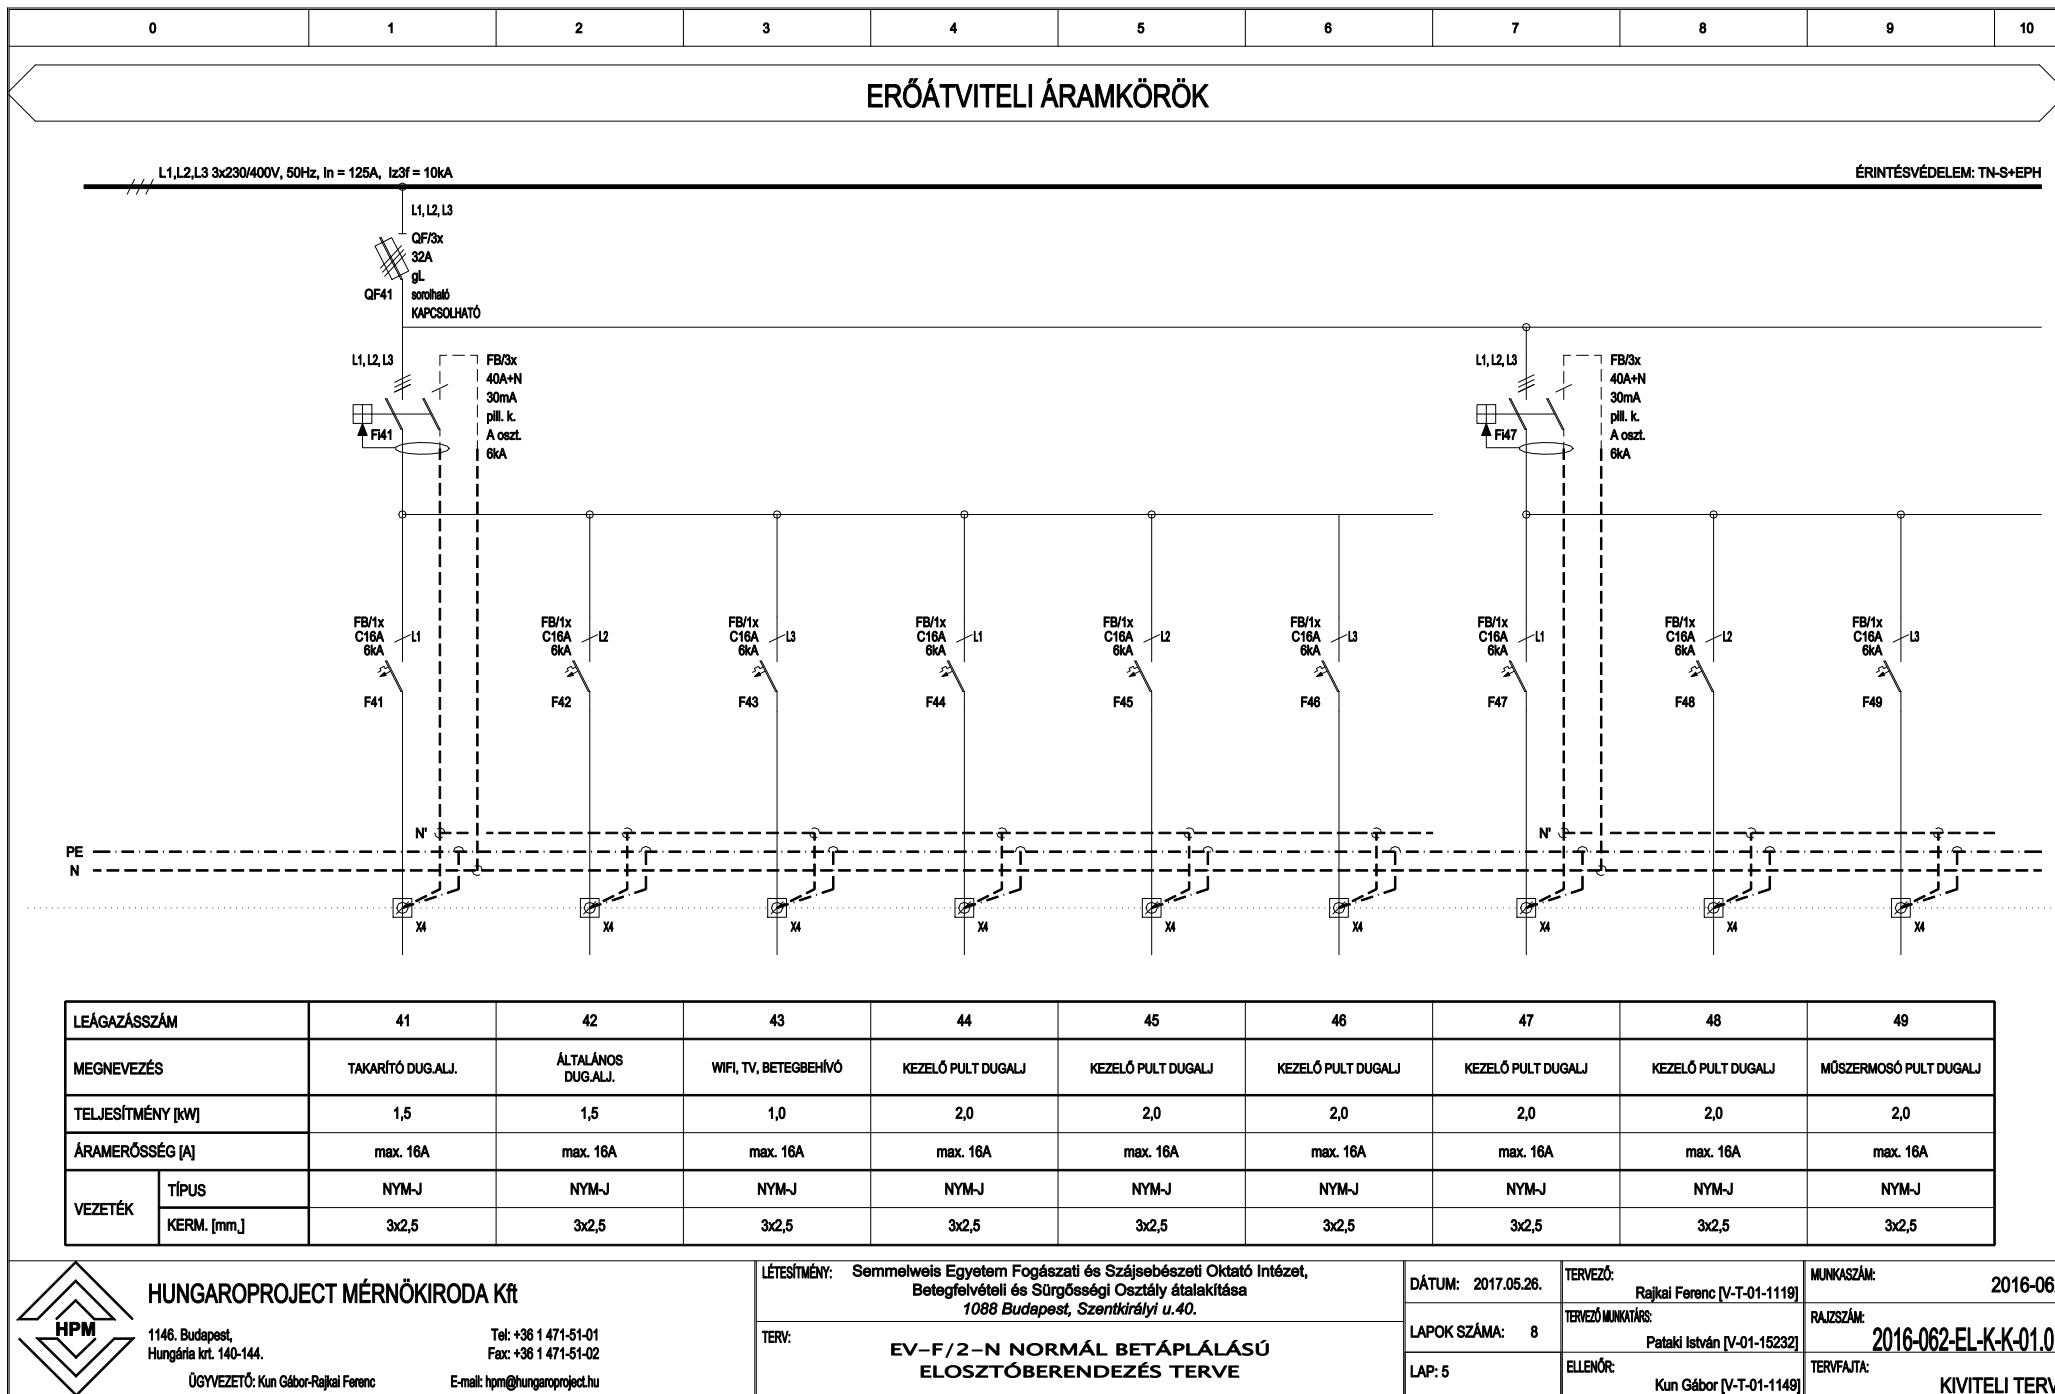 0 1 2 3 4 5 6 7 8 9 10
ERŐÁTVITELI ÁRAMKÖRÖK
L1,L2,L3 3x230/400V, 50Hz, In = 125A, Iz3f = 10kA
ÉRINTÉSVÉDELEM: TN-S+EPH
L1, L2, L3
QF/3x
32A
gL
QF41 sorolható
KAPCSOLHATÓ
L1, L2, L3
FB/3x
40A+N
30mA
pill. k.
A oszt.
6kA
Fi41
L1, L2, L3
FB/3x
40A+N
30mA
pill. k.
A oszt.
6kA
Fi47
FB/1x FB/1x FB/1x FB/1x FB/1x FB/1x FB/1x FB/1x FB/1x
C16A L1 C16A L2 C16A L3 C16A L1 C16A L2 C16A L3 C16A L1 C16A L2 C16A L3
6kA 6kA 6kA 6kA 6kA 6kA 6kA 6kA 6kA
F41 F42 F43 F44 F45 F46 F47 F48 F49
N' N'
PE
N
X4 X4 X4 X4 X4 X4 X4 X4 X4
LEÁGAZÁSSZÁM 41 42 43 44 45 46 47 48 49
MEGNEVEZÉS TAKARÍTÓ DUG.ALJ. ÁLTALÁNOS DUG.ALJ. WIFI, TV, BETEGBEHÍVÓ KEZELŐ PULT DUGALJ KEZELŐ PULT DUGALJ KEZELŐ PULT DUGALJ KEZELŐ PULT DUGALJ KEZELŐ PULT DUGALJ MŰSZERMOSÓ PULT DUGALJ
TELJESÍTMÉNY [kW] 1,5 1,5 1,0 2,0 2,0 2,0 2,0 2,0 2,0
ÁRAMERŐSSÉG [A] max. 16A max. 16A max. 16A max. 16A max. 16A max. 16A max. 16A max. 16A max. 16A
VEZETÉK
TÍPUS NYM-J NYM-J NYM-J NYM-J NYM-J NYM-J NYM-J NYM-J NYM-J
KERM. [mm,] 3x2,5 3x2,5 3x2,5 3x2,5 3x2,5 3x2,5 3x2,5 3x2,5 3x2,5
HPM
HUNGAROPROJECT MÉRNÖKIRODA Kft
1146. Budapest, Tel: +36 1 471-51-01
Hungária krt. 140-144. Fax: +36 1 471-51-02
ÜGYVEZETŐ: Kun Gábor-Rajkai Ferenc E-mail: hpm@hungaroproject.hu
LÉTESÍTMÉNY: Semmelweis Egyetem Fogászati és Szájsebészeti Oktató Intézet,
Betegfelvételi és Sürgősségi Osztály átalakítása
1088 Budapest, Szentkirályi u.40.
TERV:
EV-F/2-N NORMÁL BETÁPLÁLÁSÚ
ELOSZTÓBERENDEZÉS TERVE
DÁTUM: 2017.05.26.
LAPOK SZÁMA: 8
LAP: 5
TERVEZŐ:
Rajkai Ferenc [V-T-01-1119]
TERVEZŐ MUNKATÁRS:
Pataki István [V-01-15232]
ELLENŐR:
Kun Gábor [V-T-01-1149]
MUNKASZÁM:
2016-06
RAJZSZÁM:
2016-062-EL-K-K-01.0
TERVFAJTA:
KIVITELI TERV